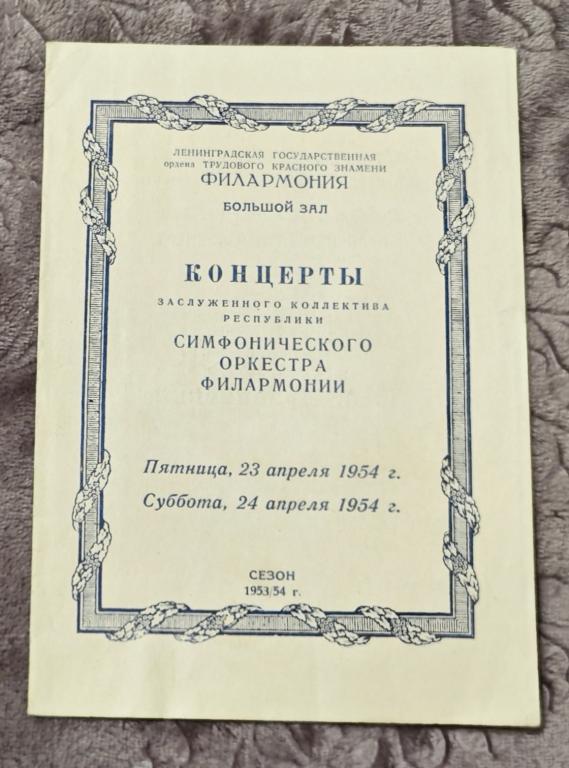 ЛЕНИНГРАДСКАЯ ГОСУДАРСТВЕННАЯ
ордена ТРУДОВОГО КРАСНОГО ЗНАМЕНИ
ФИЛАРМОНИЯ
БОЛЬШОЙ ЗАЛ
КОНЦЕРТЫ
ЗАСЛУЖЕННОГО КОЛЛЕКТИВА
РЕСПУБЛИКИ
СИМФОНИЧЕСКОГО
ОРКЕСТРА
ФИЛАРМОНИИ
Пятница, 23 апреля 1954 г.
Суббота, 24 апреля 1954 г.
СЕЗОН
1953/54 г.